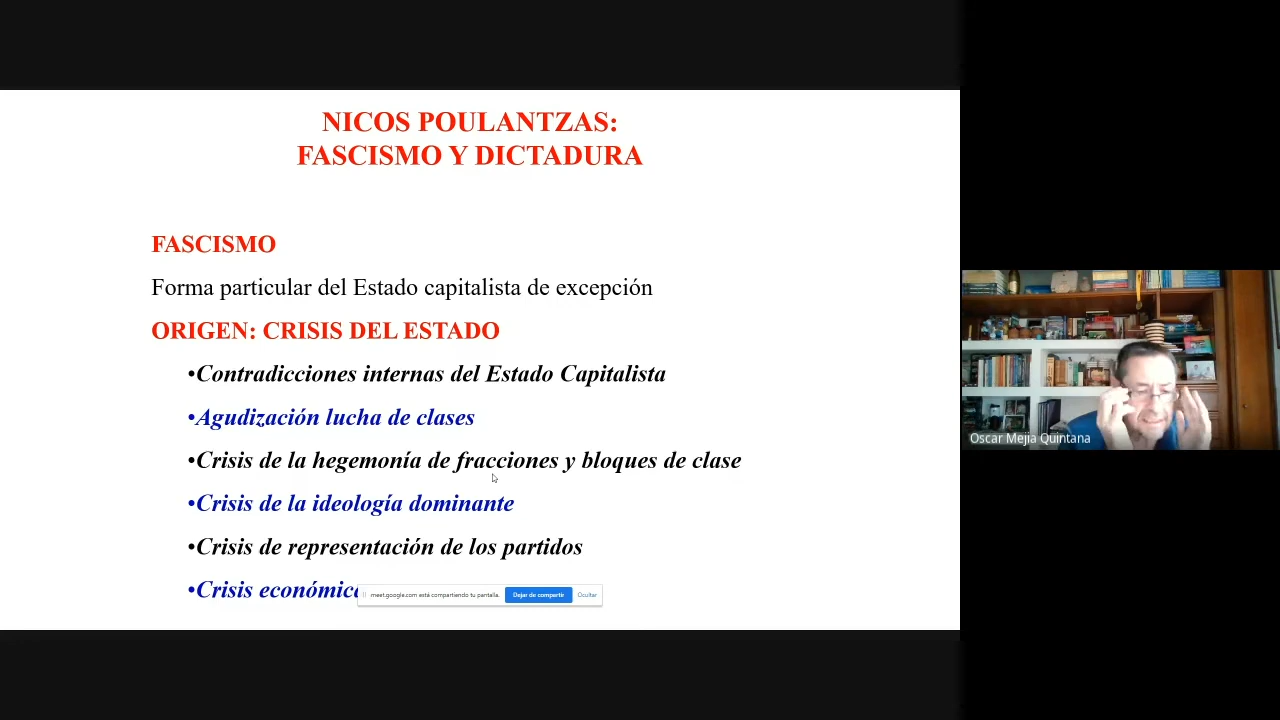 NICOS POULANTZAS:
FASCISMO Y DICTADURA
FASCISMO
Forma particular del Estado capitalista de excepción
ORIGEN: CRISIS DEL ESTADO
•Contradicciones internas del Estado Capitalista
•Agudización lucha de clases
•Crisis de la hegemonía de fracciones y bloques de clase
•Crisis de la ideología dominante
•Crisis de representación de los partidos
•Crisis económica
meet.google.com está compartiendo tu pantalla. Dejar de compartir Ocultar
Oscar Mejia Quintana